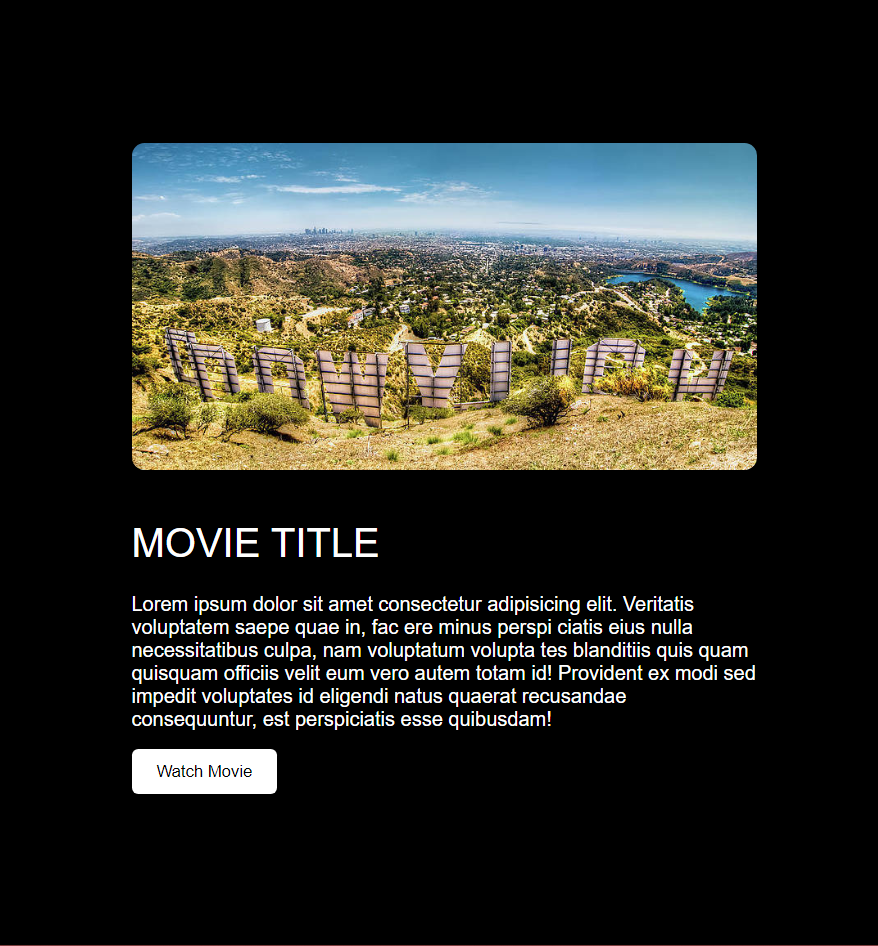 MOVIE TITLE
Lorem ipsum dolor sit amet consectetur adipisicing elit. Veritatis
voluptatem saepe quae in, fac ere minus perspi ciatis eius nulla
necessitatibus culpa, nam voluptatum volupta tes blanditiis quis quam
quisquam officiis velit eum vero autem totam id! Provident ex modi sed
impedit voluptates id eligendi natus quaerat recusandae
consequuntur, est perspiciatis esse quibusdam!
Watch Movie